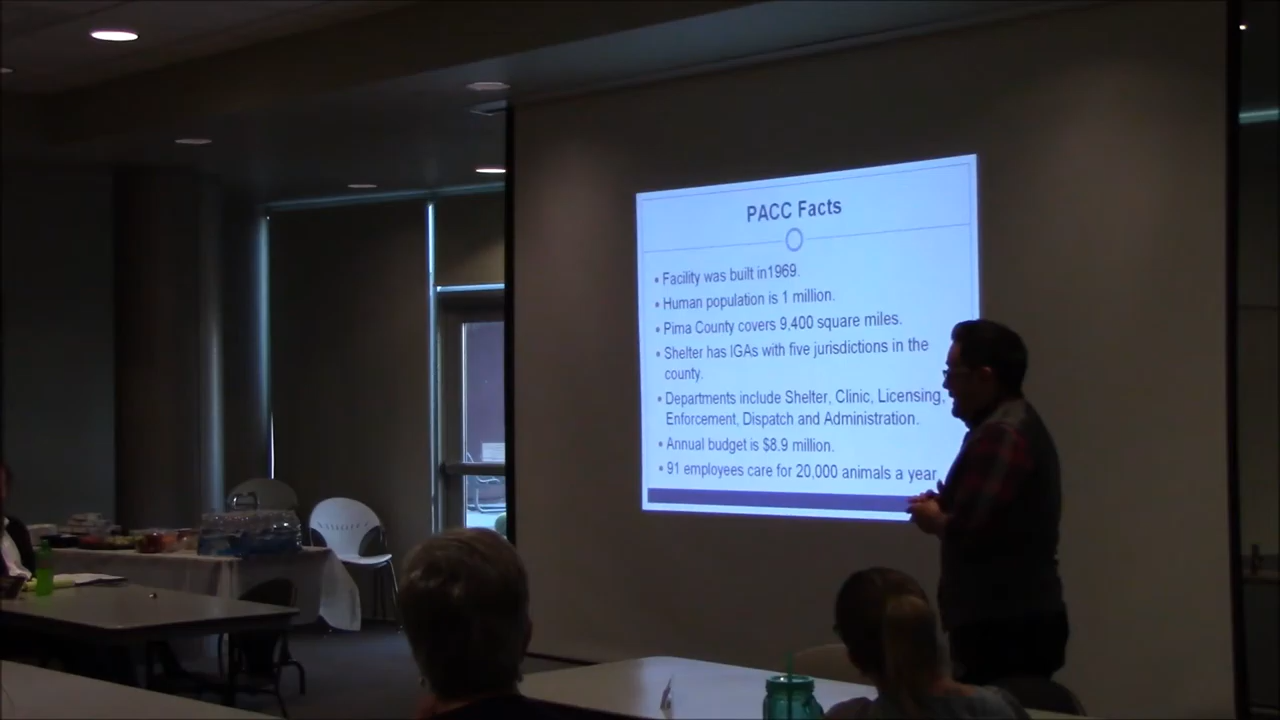 PACC Facts
• Facility was built in1969.
• Human population is 1 million.
• Pima County covers 9,400 square miles.
• Shelter has IGAs with five jurisdictions in the
county.
• Departments include Shelter, Clinic, Licensing,
Enforcement, Dispatch and Administration.
• Annual budget is $8.9 million.
• 91 employees care for 20,000 animals a year